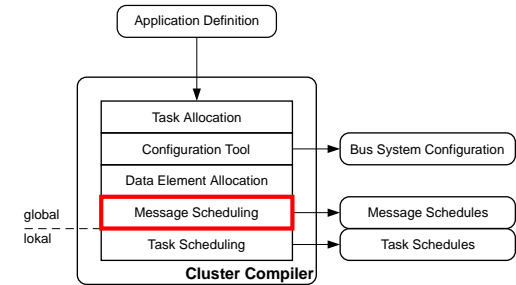 Application Definition
Task Allocation
Configuration Tool
Bus System Configuration
Data Element Allocation
global
Message Scheduling
Message Schedules
lokal
Task Scheduling
Task Schedules
Cluster Compiler